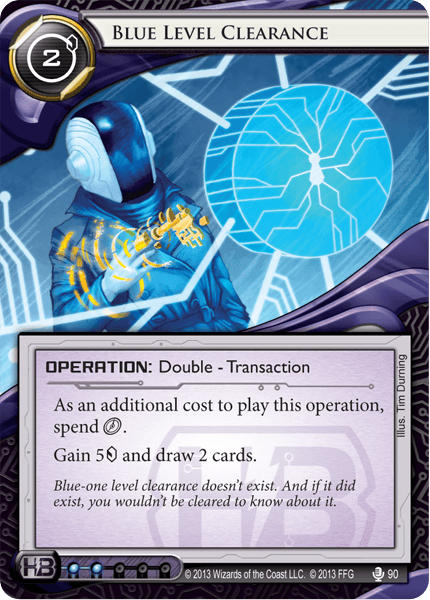 Blue Level Clearance
2
OPERATION: Double - Transaction
As an additional cost to play this operation,
spend .
Gain 5 and draw 2 cards.
Blue-one level clearance doesn't exist. And if it did
exist, you wouldn't be cleared to know about it.
Illus. Tim Durning
HB
HB
© 2013 Wizards of the Coast LLC. © 2013 FFG
90